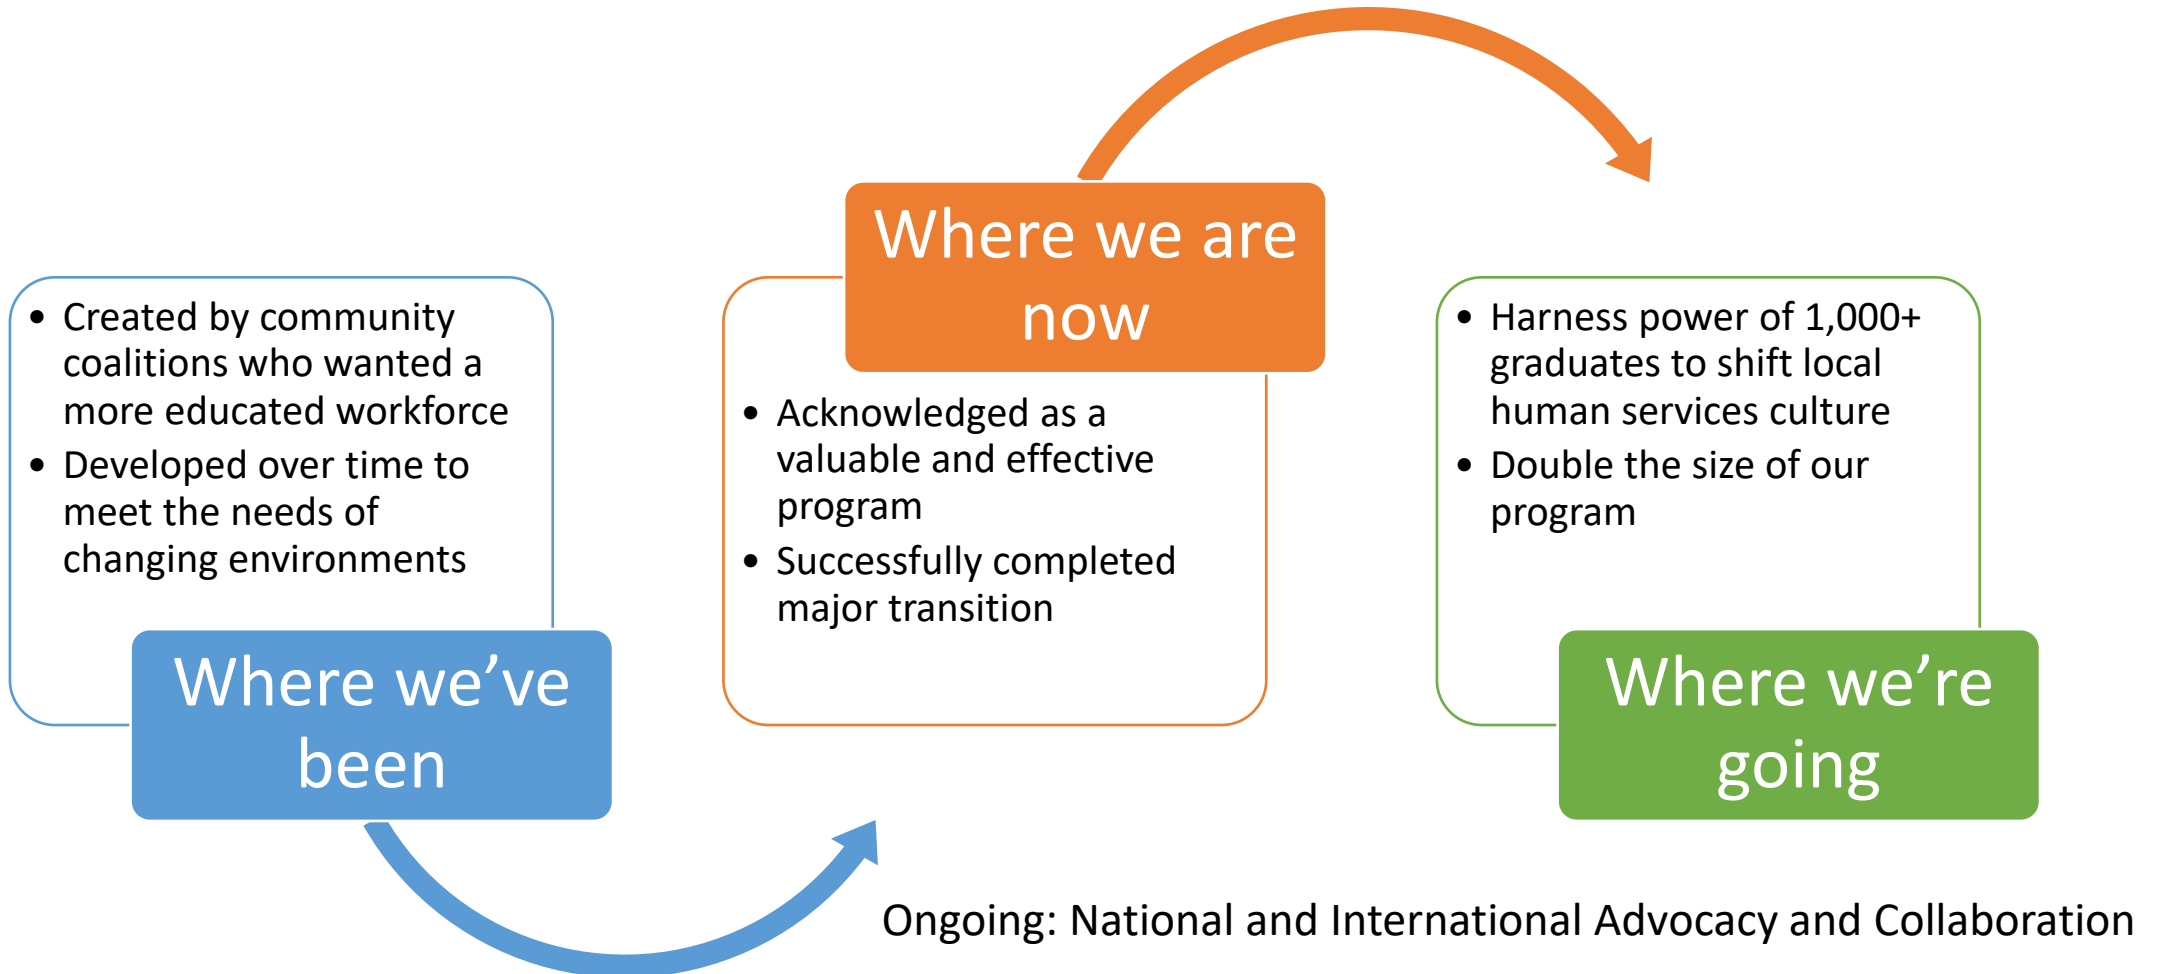 • Created by community
coalitions who wanted a
more educated workforce
• Developed over time to
meet the needs of
changing environments
Where we’ve
been
Where we are
now
• Acknowledged as a
valuable and effective
program
• Successfully completed
major transition
• Harness power of 1,000+
graduates to shift local
human services culture
• Double the size of our
program
Where we’re
going
Ongoing: National and International Advocacy and Collaboration